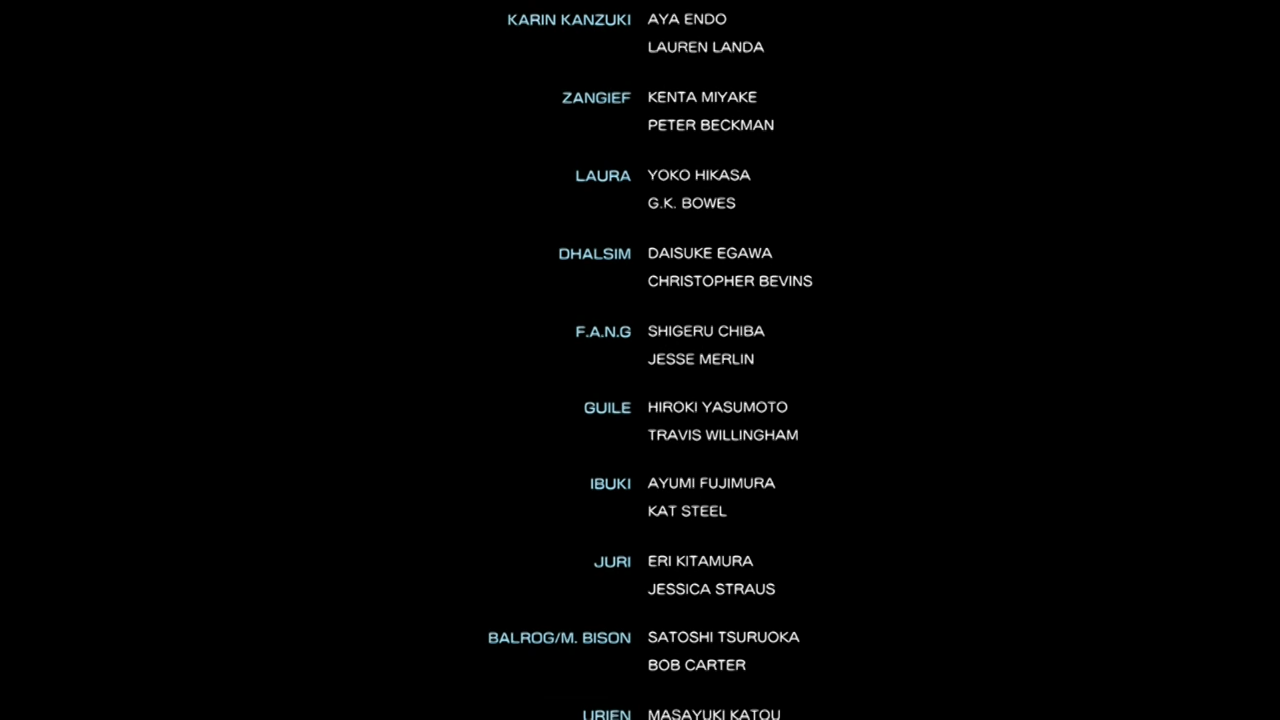 KARIN KANZUKI AYA ENDO
LAUREN LANDA
ZANGIEF KENTA MIYAKE
PETER BECKMAN
LAURA YOKO HIKASA
G.K. BOWES
DHALSIM DAISUKE EGAWA
CHRISTOPHER BEVINS
F.A.N.G SHIGERU CHIBA
JESSE MERLIN
GUILE HIROKI YASUMOTO
TRAVIS WILLINGHAM
IBUKI AYUMI FUJIMURA
KAT STEEL
JURI ERI KITAMURA
JESSICA STRAUS
BALROG/M. BISON SATOSHI TSURUOKA
BOB CARTER
URIEN MASAYUKI KATOU